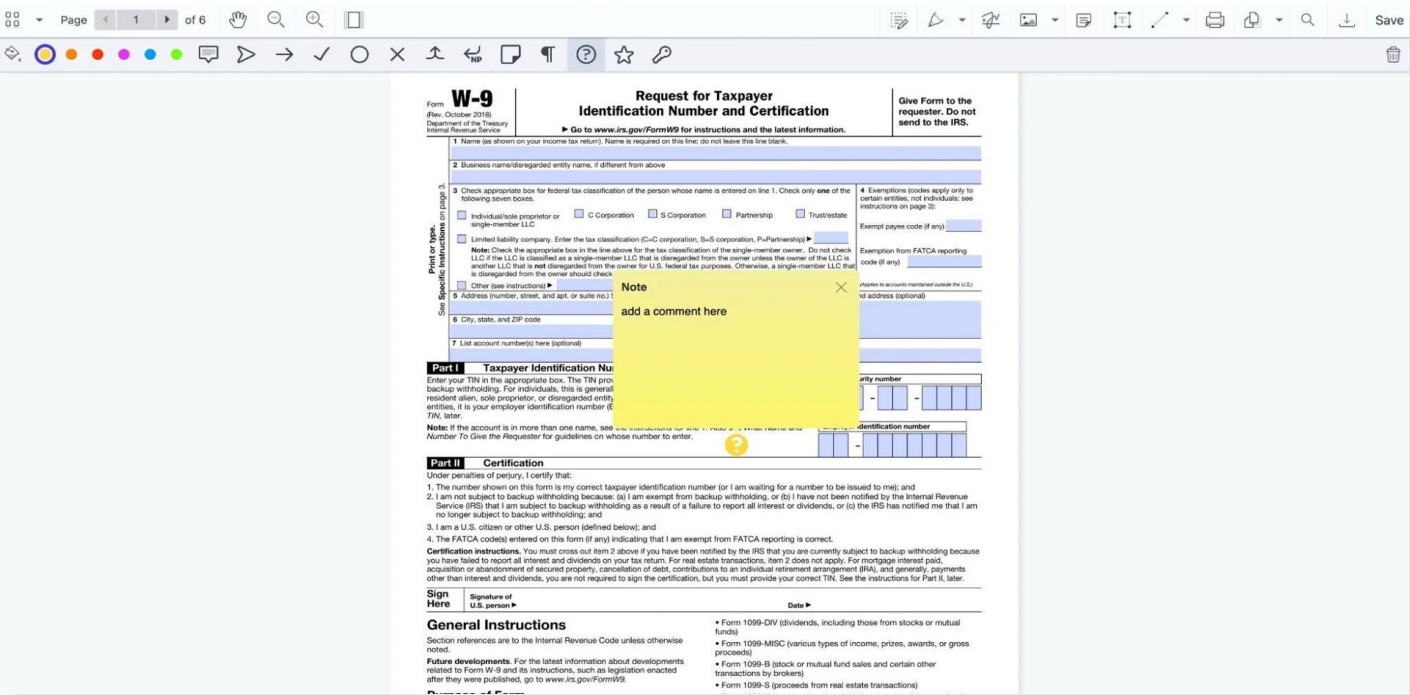 Page 1 of 6 Save
NP
Form W-9
(Rev. October 2018)
Department of the Treasury
Internal Revenue Service
Request for Taxpayer
Identification Number and Certification
▶ Go to www.irs.gov/FormW9 for instructions and the latest information.
Give Form to the
requester. Do not
send to the IRS.
Print or type.
See Specific Instructions on page 3.
1 Name (as shown on your income tax return). Name is required on this line; do not leave this line blank.
2 Business name/disregarded entity name, if different from above
3 Check appropriate box for federal tax classification of the person whose name is entered on line 1. Check only one of the
following seven boxes.
Individual/sole proprietor or
single-member LLC
C Corporation
S Corporation
Partnership
Trust/estate
Limited liability company. Enter the tax classification (C=C corporation, S=S corporation, P=Partnership) ▶
Note: Check the appropriate box in the line above for the tax classification of the single-member owner. Do not check
LLC if the LLC is classified as a single-member LLC that is disregarded from the owner unless the owner of the LLC is
another LLC that is not disregarded from the owner for U.S. federal tax purposes. Otherwise, a single-member LLC that
is disregarded from the owner should check
Other (see instructions) ▶
4 Exemptions (codes apply only to
certain entities, not individuals; see
instructions on page 3):
Exempt payee code (if any)
Exemption from FATCA reporting
code (if any)
(Applies to accounts maintained outside the U.S.)
5 Address (number, street, and apt. or suite no.)
address (optional)
6 City, state, and ZIP code
7 List account number(s) here (optional)
Note
add a comment here
Part I Taxpayer Identification
Enter your TIN in the appropriate box. The TIN
backup withholding. For individuals, this is
resident alien, sole proprietor, or disregarded
entities, it is your employer identification number
TIN, later.
Note: If the account is in more than one name, see the instructions for line 1. Also What Name and
Number To Give the Requester for guidelines on whose number to enter.
number
–
–
identification number
–
?
Part II Certification
Under penalties of perjury, I certify that:
1. The number shown on this form is my correct taxpayer identification number (or I am waiting for a number to be issued to me); and
2. I am not subject to backup withholding because: (a) I am exempt from backup withholding, or (b) I have not been notified by the Internal Revenue
Service (IRS) that I am subject to backup withholding as a result of a failure to report all interest or dividends, or (c) the IRS has notified me that I am
no longer subject to backup withholding; and
3. I am a U.S. citizen or other U.S. person (defined below); and
4. The FATCA code(s) entered on this form (if any) indicating that I am exempt from FATCA reporting is correct.
Certification instructions. You must cross out item 2 above if you have been notified by the IRS that you are currently subject to backup withholding because
you have failed to report all interest and dividends on your tax return. For real estate transactions, item 2 does not apply. For mortgage interest paid,
acquisition or abandonment of secured property, cancellation of debt, contributions to an individual retirement arrangement (IRA), and generally, payments
other than interest and dividends, you are not required to sign the certification, but you must provide your correct TIN. See the instructions for Part II, later.
Sign
Here
Signature of
U.S. person ▶
Date ▶
General Instructions
Section references are to the Internal Revenue Code unless otherwise
noted.
Future developments. For the latest information about developments
related to Form W-9 and its instructions, such as legislation enacted
after they were published, go to www.irs.gov/FormW9.
Purpose of Form
• Form 1099-DIV (dividends, including those from stocks or mutual
funds)
• Form 1099-MISC (various types of income, prizes, awards, or gross
proceeds)
• Form 1099-B (stock or mutual fund sales and certain other
transactions by brokers)
• Form 1099-S (proceeds from real estate transactions)